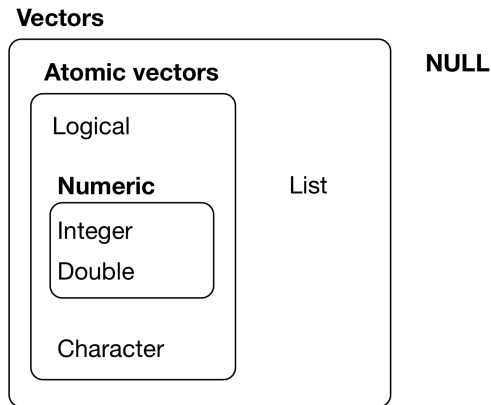 Vectors
NULL
Atomic vectors
Logical
Numeric
List
Integer
Double
Character